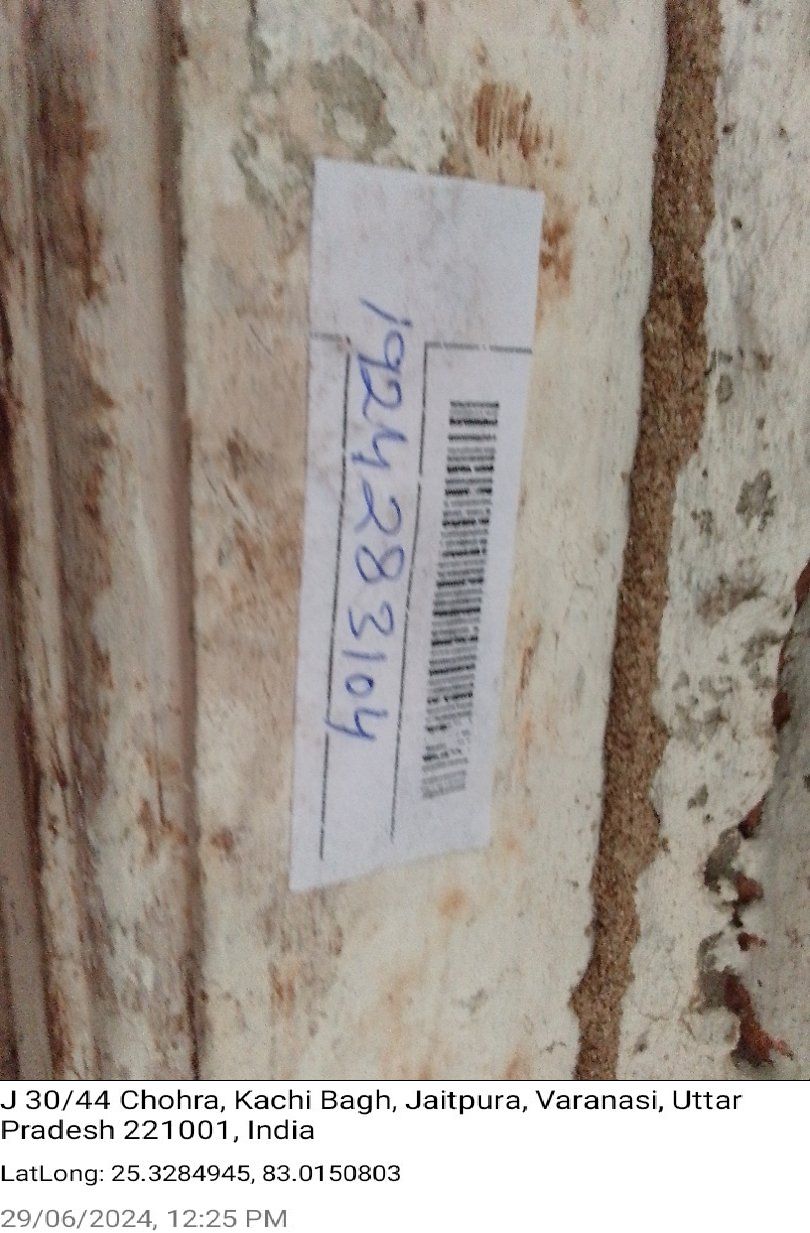 1924283104
J 30/44 Chohra, Kachi Bagh, Jaitpura, Varanasi, Uttar
Pradesh 221001, India
LatLong: 25.3284945, 83.0150803
29/06/2024, 12:25 PM